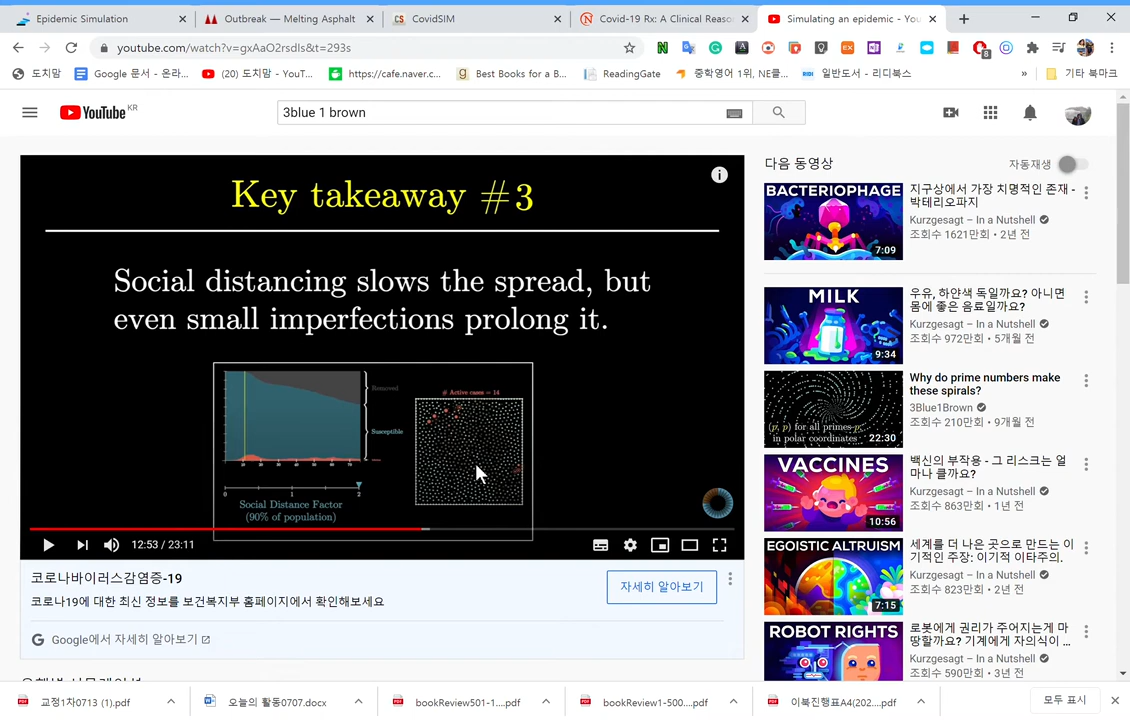 Epidemic Simulation
Outbreak — Melting Asphalt
CovidSIM
Covid-19 Rx: A Clinical Reaso
Simulating an epidemic - You
youtube.com/watch?v=gxAaO2rsdIs&t=293s
도치맘
Google 문서 - 온라...
(20) 도치맘 - YouT...
https://cafe.naver.c...
Best Books for a B...
ReadingGate
중학영어 1위, NE클...
일반도서 - 리디북스
»
기타 북마크
YouTube KR
3blue 1 brown
Key takeaway #3
Social distancing slows the spread, but
even small imperfections prolong it.
Removed
# Active cases = 14
Susceptible
10 20 30 40 50 60 70
0 1 2
Social Distance Factor
(90% of population)
12:53 / 23:11
코로나바이러스감염증-19
코로나19에 대한 최신 정보를 보건복지부 홈페이지에서 확인해보세요
자세히 알아보기
Google에서 자세히 알아보기
다음 동영상
자동재생
BACTERIOPHAGE
7:09
지구상에서 가장 치명적인 존재 -
박테리오파지
Kurzgesagt – In a Nutshell
조회수 1621만회 • 2년 전
MILK
9:34
우유, 하얀색 독일까요? 아니면
몸에 좋은 음료일까요?
Kurzgesagt – In a Nutshell
조회수 972만회 • 5개월 전
(p, p) for all primes p,
in polar coordinates
22:30
Why do prime numbers make
these spirals?
3Blue1Brown
조회수 210만회 • 9개월 전
VACCINES
10:56
백신의 부작용 - 그 리스크는 얼
마나 클까요?
Kurzgesagt – In a Nutshell
조회수 863만회 • 1년 전
EGOISTIC ALTRUISM
7:15
세계를 더 나은 곳으로 만드는 이
기적인 주장: 이기적 이타주의.
Kurzgesagt – In a Nutshell
조회수 823만회 • 2년 전
ROBOT RIGHTS
로봇에게 권리가 주어지는게 마
땅할까요? 기계에게 자의식이 ...
Kurzgesagt – In a Nutshell
조회수 590만회 • 3년 전
교정1차0713 (1).pdf
오늘의 활동0707.docx
bookReview501-1....pdf
bookReview1-500....pdf
이북진행표A4(202....pdf
모두 표시